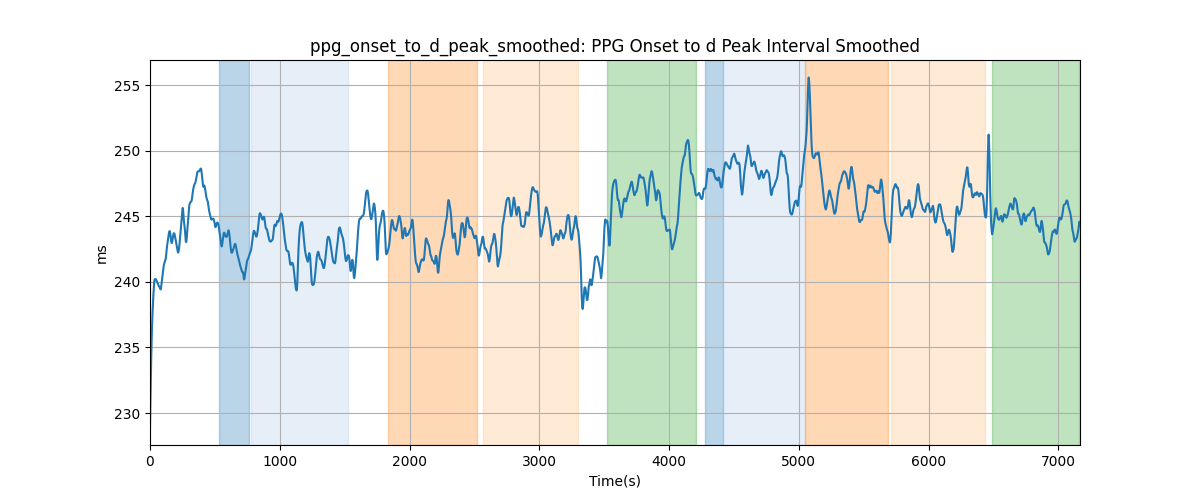 ppg_onset_to_d_peak_smoothed: PPG Onset to d Peak Interval Smoothed
255
250
245
240
235
230
ms
0 1000 2000 3000 4000 5000 6000 7000
Time(s)